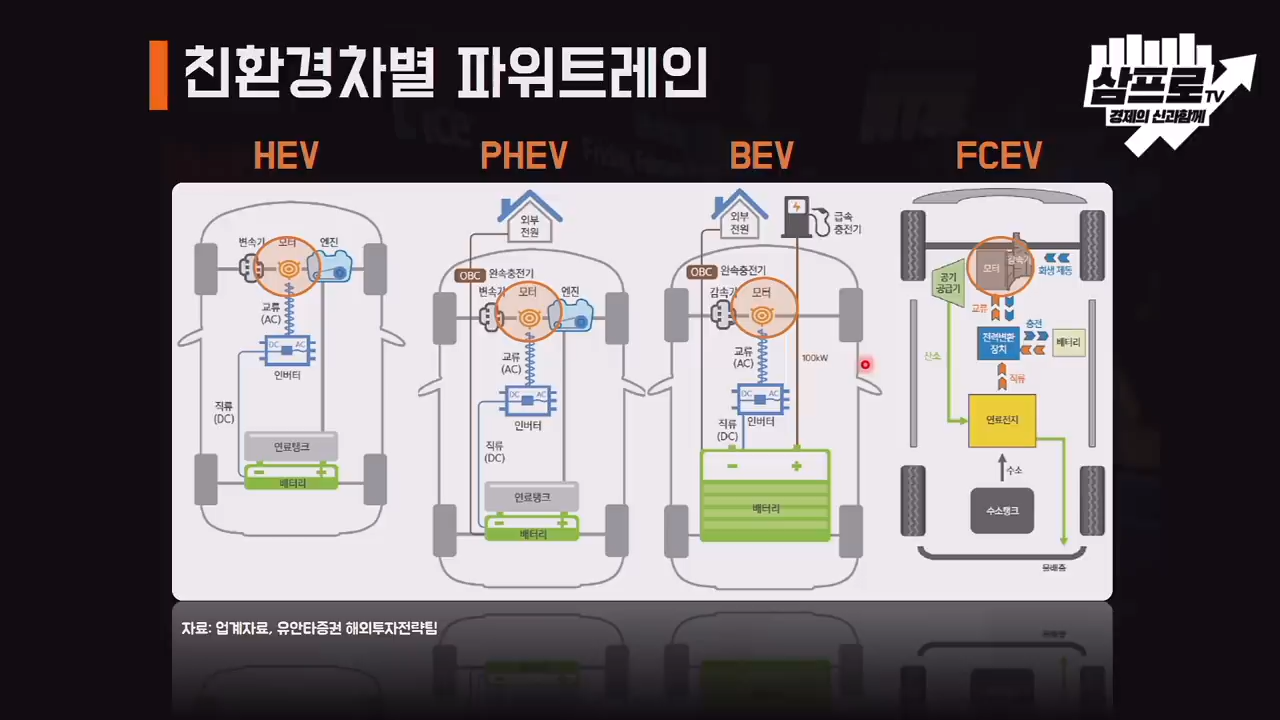 친환경차별 파워트레인
삼프로TV
경제의 신과함께
HEV
PHEV
BEV
FCEV
변속기
모터
엔진
교류
(AC)
DC
AC
인버터
직류
(DC)
연료탱크
배터리
외부
전원
OBC
완속충전기
변속기
모터
엔진
교류
(AC)
DC
AC
인버터
직류
(DC)
연료탱크
배터리
외부
전원
급속
충전기
OBC
완속충전기
감속기
모터
교류
(AC)
100kW
DC
AC
인버터
직류
(DC)
배터리
모터
감속기
회생 제동
공기
공급기
교류
전력변환
장치
충전
배터리
산소
직류
연료전지
수소
수소탱크
물배출
자료: 업계자료, 유안타증권 해외투자전략팀